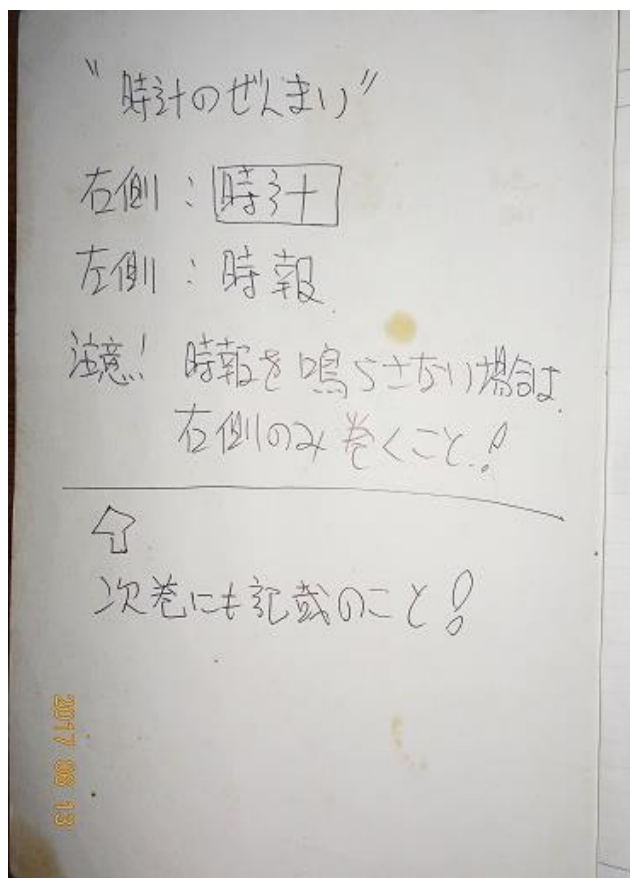 〝時計のぜんまい〟
右側：時計
左側：時報
注意！ 時報を鳴らさない場合は
右側のみ巻くこと！
次巻にも記載のこと！
2017 06 13